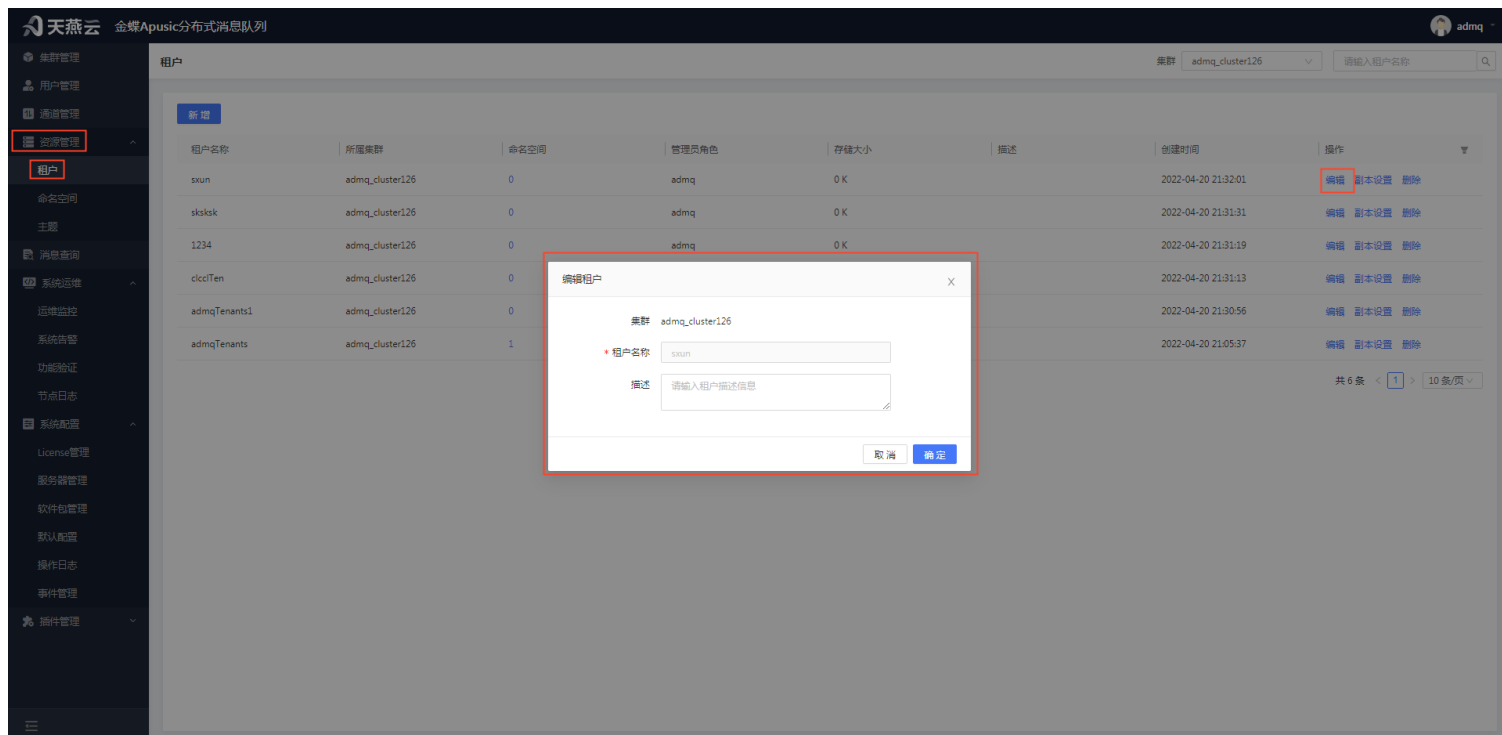 天燕云 金蝶Apusic分布式消息队列 admq
集群管理
用户管理
通道管理
资源管理
租户
命名空间
主题
消息查询
系统运维
运维监控
系统告警
功能验证
节点日志
系统配置
License管理
服务器管理
软件包管理
默认配置
操作日志
事件管理
插件管理
租户 集群 admq_cluster126 请输入租户名称
新 增
租户名称 所属集群 命名空间 管理员角色 存储大小 描述 创建时间 操作
sxun admq_cluster126 0 admq 0 K 2022-04-20 21:32:01 编辑 副本设置 删除
sksksk admq_cluster126 0 admq 0 K 2022-04-20 21:31:31 编辑 副本设置 删除
1234 admq_cluster126 0 admq 0 K 2022-04-20 21:31:19 编辑 副本设置 删除
clcclTen admq_cluster126 0 2022-04-20 21:31:13 编辑 副本设置 删除
admqTenants1 admq_cluster126 0 2022-04-20 21:30:56 编辑 副本设置 删除
admqTenants admq_cluster126 1 2022-04-20 21:05:37 编辑 副本设置 删除
共 6 条 < 1 > 10 条/页
编辑租户 X
集群 admq_cluster126
* 租户名称 sxun
描述 请输入租户描述信息
取 消 确 定